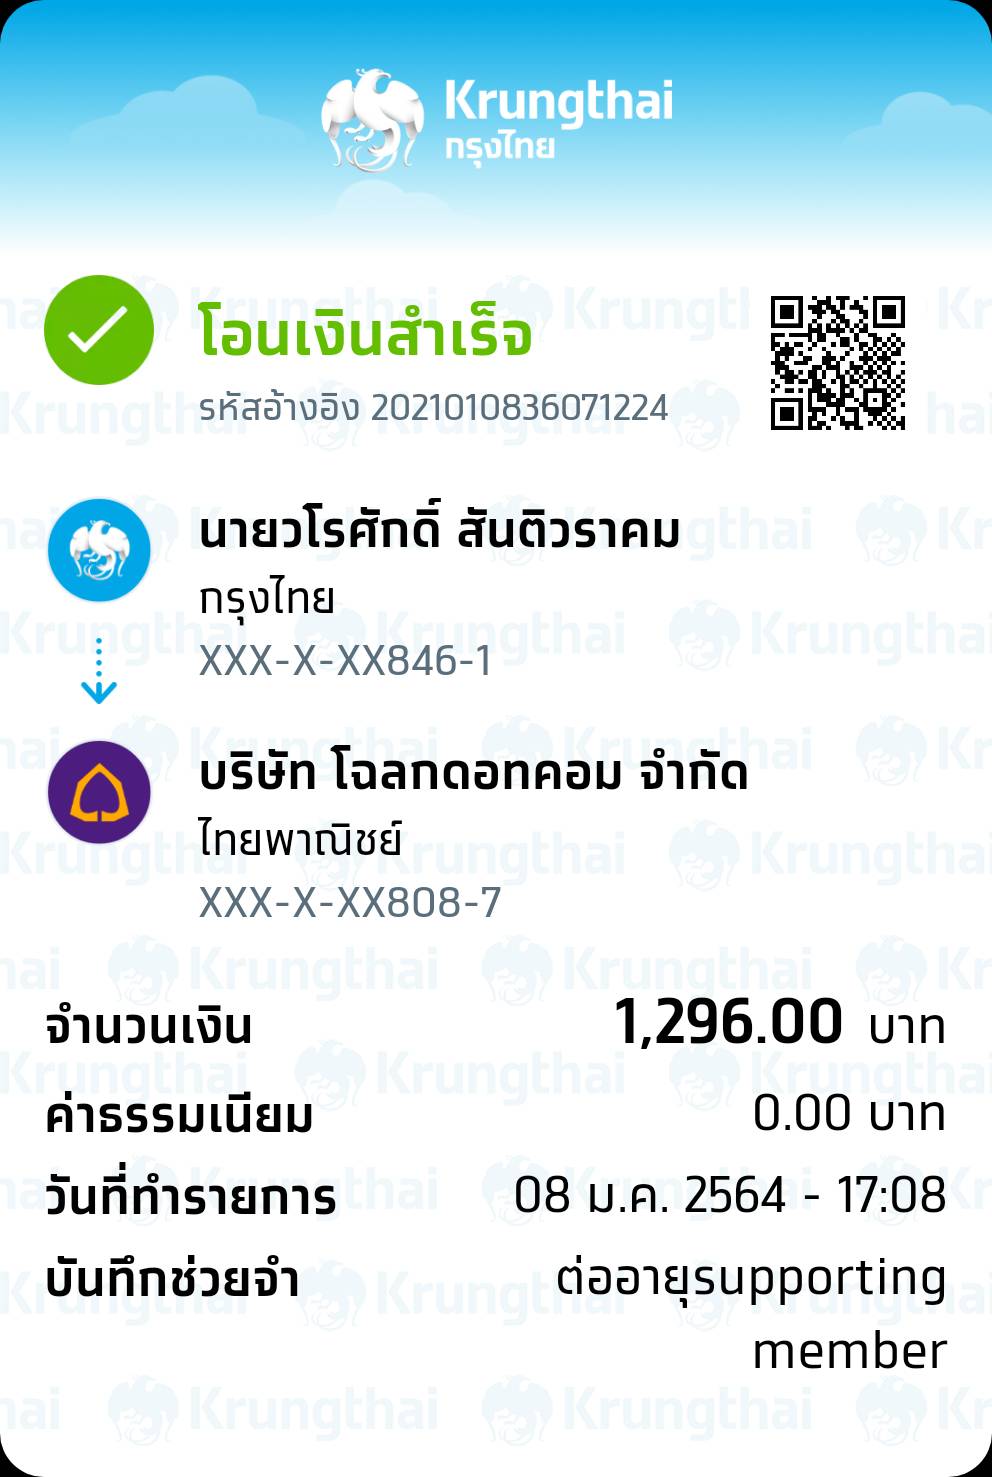 Krungthai
กรุงไทย
โอนเงินสำเร็จ
รหัสอ้างอิง 2021010836071224
นายวโรศักดิ์ สันติวราคม
กรุงไทย
XXX-X-XX846-1
บริษัท โฉลกดอทคอม จำกัด
ไทยพาณิชย์
XXX-X-XX808-7
จำนวนเงิน 1,296.00 บาท
ค่าธรรมเนียม 0.00 บาท
วันที่ทำรายการ 08 ม.ค. 2564 - 17:08
บันทึกช่วยจำ ต่ออายุsupporting
member